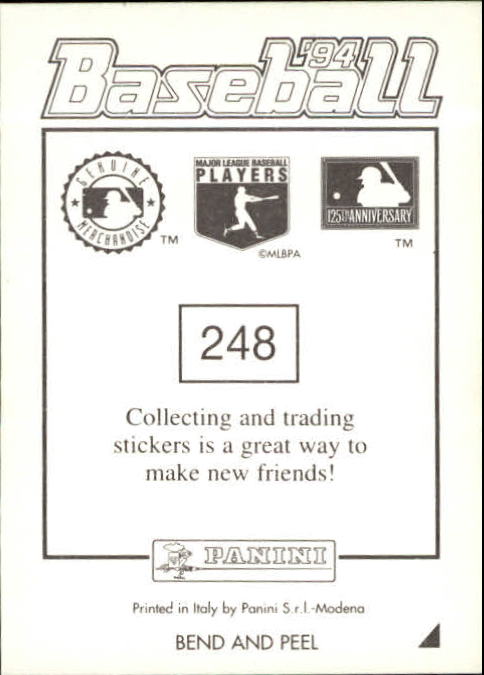 '94
Baseball
GENUINE
MERCHANDISE
TM
MAJOR LEAGUE BASEBALL
PLAYERS
©MLBPA
125TH ANNIVERSARY
TM
248
Collecting and trading
stickers is a great way to
make new friends!
PANINI
Printed in Italy by Panini S.r.l.-Modena
BEND AND PEEL